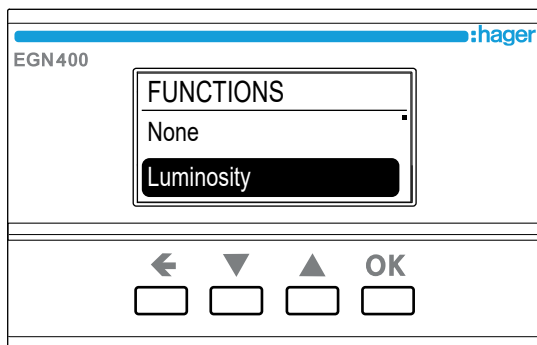 :hager
EGN400
FUNCTIONS
None
Luminosity
OK